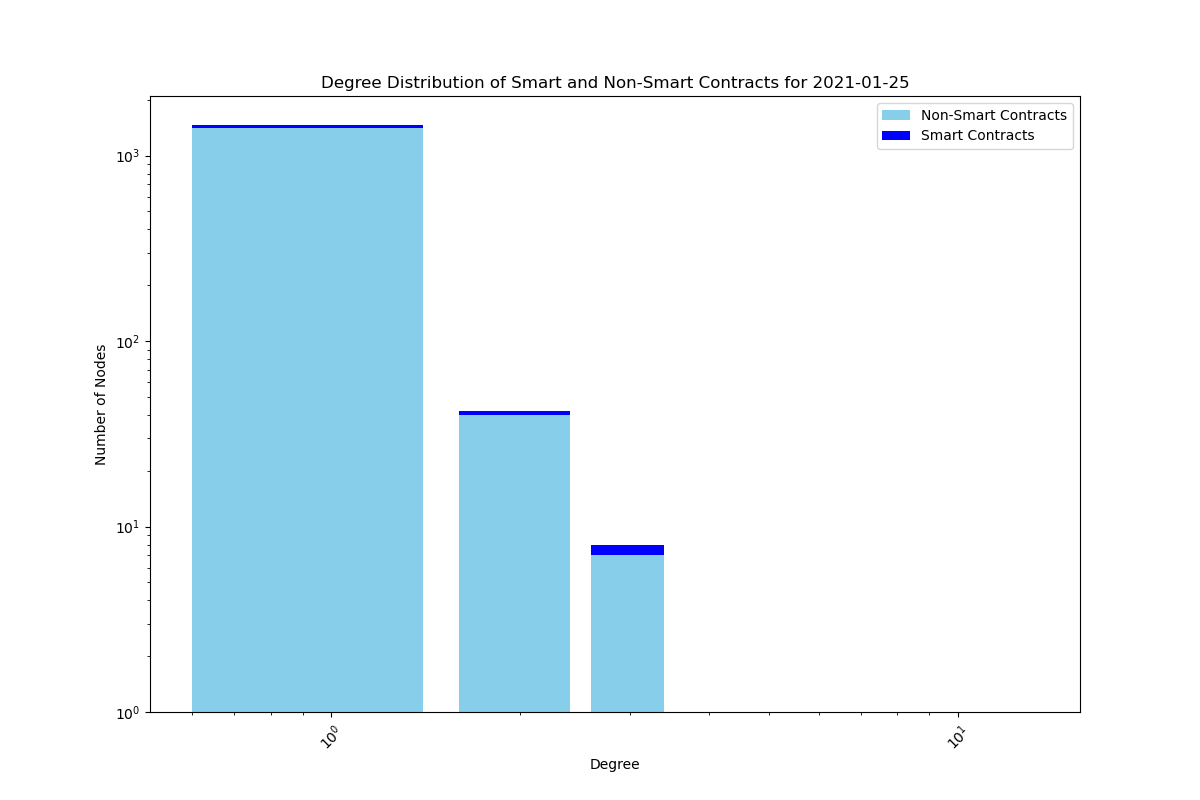 Degree Distribution of Smart and Non-Smart Contracts for 2021-01-25
Non-Smart Contracts
Smart Contracts
Number of Nodes
10³
10²
10¹
10⁰
10⁰
10¹
Degree